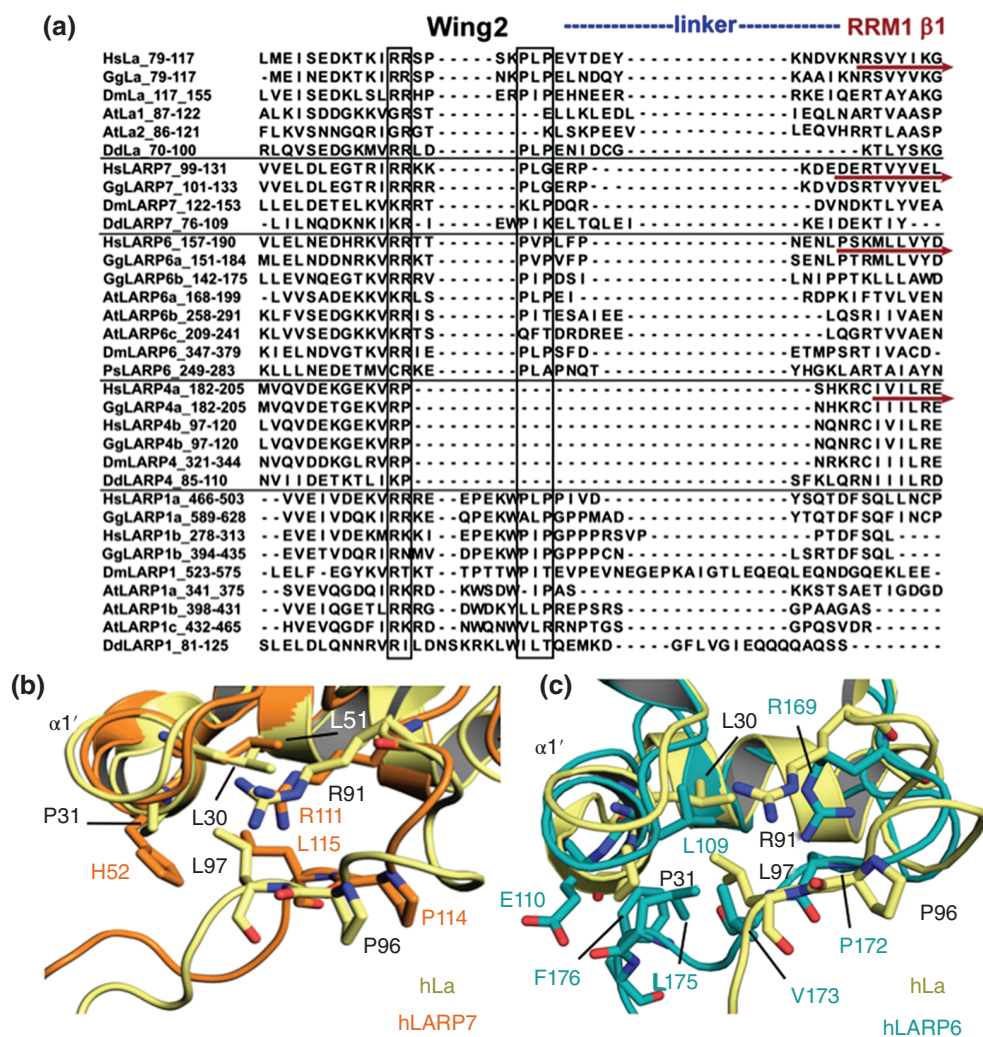 (a)
Wing2 -------------------linker------------------- RRM1 β1
HsLa_79-117 LMEISEDKTKIRRSP-----SKPLPEVTDEY--------------KNDVKNRSVYIKG
GgLa_79-117 LMEISEDKTKIRRSP-----NKPLPELNDQY--------------KAAIKNRSVYVKG
DmLa_117_155 LVEISEDKLSLRRHP-----ERPIPEHNEER--------------RKEIQERTAYAKG
AtLa1_87-122 ALKISDDGKKVGRST---------ELLKLEDL-------------IEQLNARTVAASP
AtLa2_86-121 FLKVSNNGQRIGRGT---------KLSKPEEV-------------LEQVHRRTLAASP
DdLa_70-100 RLQVSEDGKMVRRLD-------PLPENIDCG--------------------KTLYSKG
HsLARP7_99-131 VVELDLEGTRIRRKK-------PLGERP------------------KDEDERTVYVEL
GgLARP7_101-133 VVELDLEGTRIRRRR-------PLGERP------------------KDVDSRTVYVEL
DmLARP7_122-153 LLELDETELKVKRRT-------KLPDQR-------------------DVNDKTLYVEA
DdLARP7_76-109 -LILNQDKNKIKR-I-----EWPIKELTQLEI--------------KEIDEKTIY---
HsLARP6_157-190 VLELNEDHRKVRRTT-------PVPLFP-----------------NENLPSKMLLVYD
GgLARP6a_151-184 MLELNDDNRKVRRTT-------PVPVFP-----------------SENLPTRMLLVYD
GgLARP6b_142-175 LLEVNQEGTKVRRRV-------PIPDSI-----------------LNIPPTKLLLAWD
AtLARP6a_168-199 -LVVSADEKKVKRLS-------PLPEI-------------------RDPKIFTVLVEN
AtLARP6b_258-291 KLFVSEDGKKVKRRS-------PITESAIEE-----------------LQSRIIVAEN
AtLARP6c_209-241 KLVVSEDGKKVKRTS-------QFTDRDREE-----------------LQGRTVVAEN
DmLARP6_347-379 KIELNDVGTKVRRIE-------PLPSFD-----------------ETMPSRTIVACD-
PsLARP6_249-283 KLLLNEDETMVCRKE-------PLAPNQT----------------YHGKLARTAIAYN
HsLARP4a_182-205 MVQVDEKGEKVRP----------------------------------SHKRCIVILRE
GgLARP4a_182-205 MVQVDETGEKVRP----------------------------------NHKRCIIILRE
HsLARP4b_97-120 LVQVDEKGEKVRP----------------------------------NQNRCIVILRE
GgLARP4b_97-120 LVQVDEKGEKVRP----------------------------------NQNRCIVILRE
DmLARP4_321-344 NVQVDDKGLRVRP----------------------------------NRKRCIIILRE
DdLARP4_85-110 NVIIDETKTLIKP---------------------------------SFKLQRNIILRD
HsLARP1a_466-503 --VVEIVDEKVRRRE--EPEKWPLPPIVD----------------YSQTDFSQLLNCP
GgLARP1a_589-628 --VVEIVDQKIRRKE--QPEKWALPGPPMAD--------------YTQTDFSQFINCP
HsLARP1b_278-313 --EVEIVDEKMRKKI--EPEKWPIPGPPPRSVP--------------PTDFSQL----
GgLARP1b_394-435 --EVETVDQRIRNMV--DPEKWPIPGPPPCN--------------LSRTDFSQL----
DmLARP1_523-575 -LELF-EGYKVRTKT--TPTTWPITEVPEVNEGEPKAIGTLEQEQLEQNDGQEKLEE--
AtLARP1a_341_375 --SVEVQGDQIRKRD--KWSDWPIPAS------------------KKSTSAETIGDGD
AtLARP1b_398-431 --VVEIQGETLRRRG--DWDKYLLPREPSRS--------------GPAAGAS------
AtLARP1c_432-465 --HVEVQGDFIRKRD--NWQNWVLRRNPTGS--------------GPQSVDR------
DdLARP1_81-125 SLELDLQNNRVRILDNSKRKLWILTQEMKD-----GFLVGIEQQQQQAQSS------
(b)
α1′
L51
P31
L30
R91
R111
L115
H52
L97
P114
P96
hLa
hLARP7
(c)
α1′
L30
R169
R91
L109
P31
L97
E110
P96
P172
F176
L175
V173
hLa
hLARP6